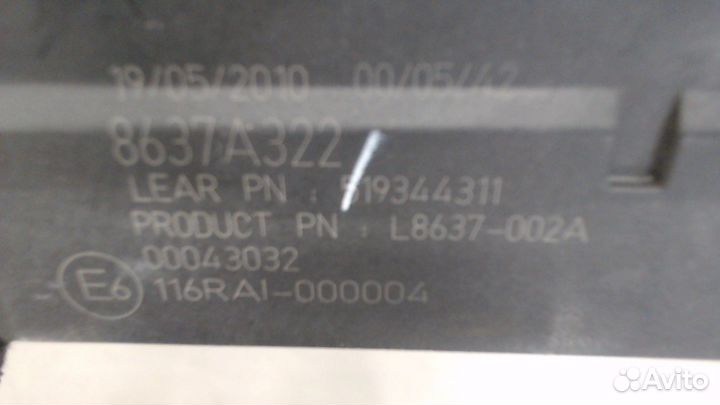 19/05/2010 00/05/42
8637A322
LEAR PN : 519344311
PRODUCT PN : L8637-002A
00043032
E6 116RAI-000004
Avito